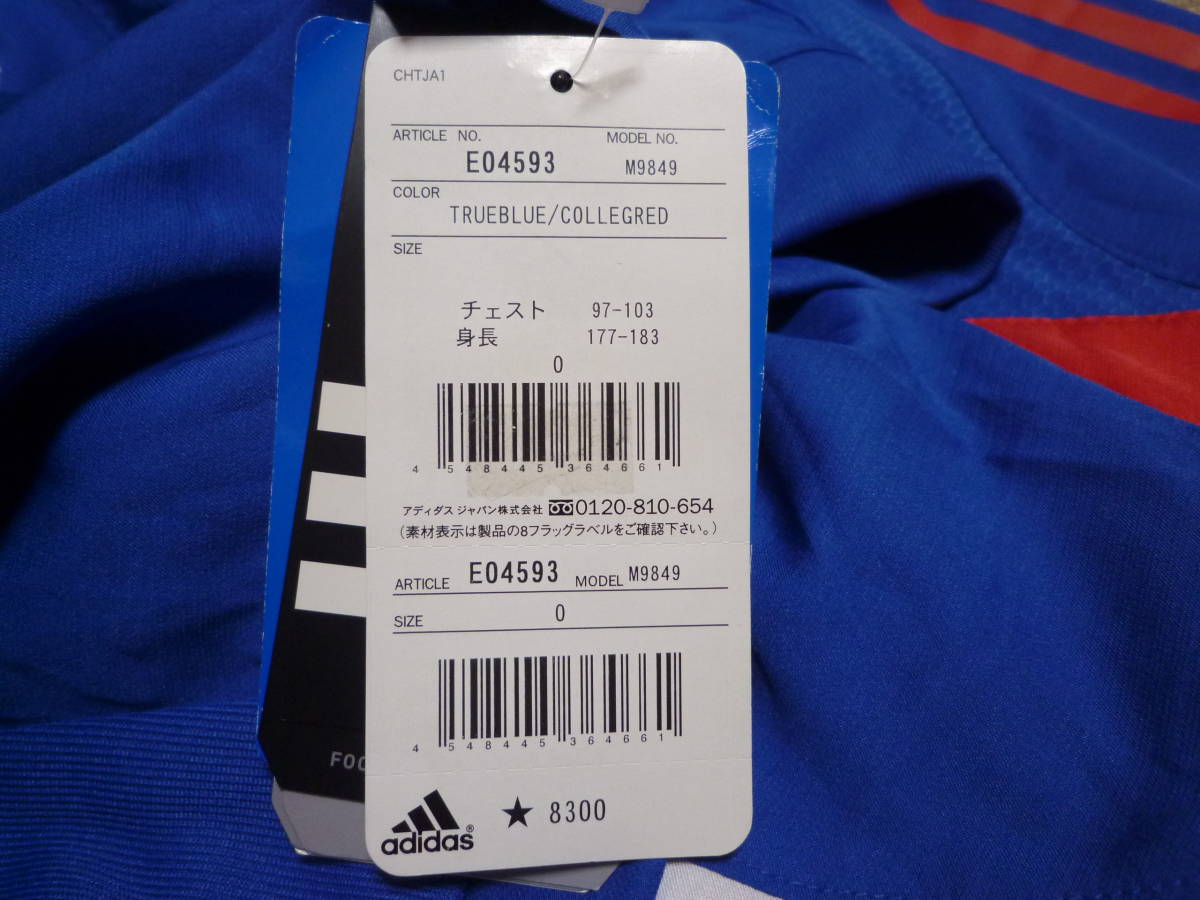 CHTJA1
ARTICLE NO. MODEL NO.
E04593 M9849
COLOR
TRUEBLUE/COLLEGRED
SIZE
チェスト 97-103
身長 177-183
O
4 548445 364661
アディダス ジャパン株式会社 0120-810-654
(素材表示は製品の8フラッグラベルをご確認下さい。)
ARTICLE E04593 MODEL M9849
SIZE O
4 548445 364661
FOO
adidas® ★ 8300